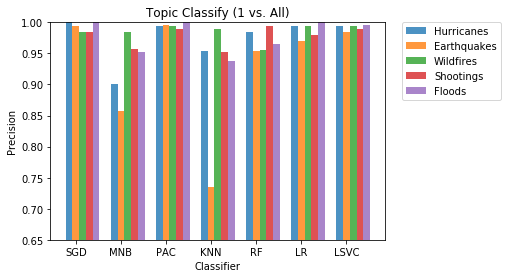 Topic Classify (1 vs. All)
1.00
0.95
0.90
0.85
0.80
0.75
0.70
0.65
Precision
SGD MNB PAC KNN RF LR LSVC
Classifier
Hurricanes
Earthquakes
Wildfires
Shootings
Floods